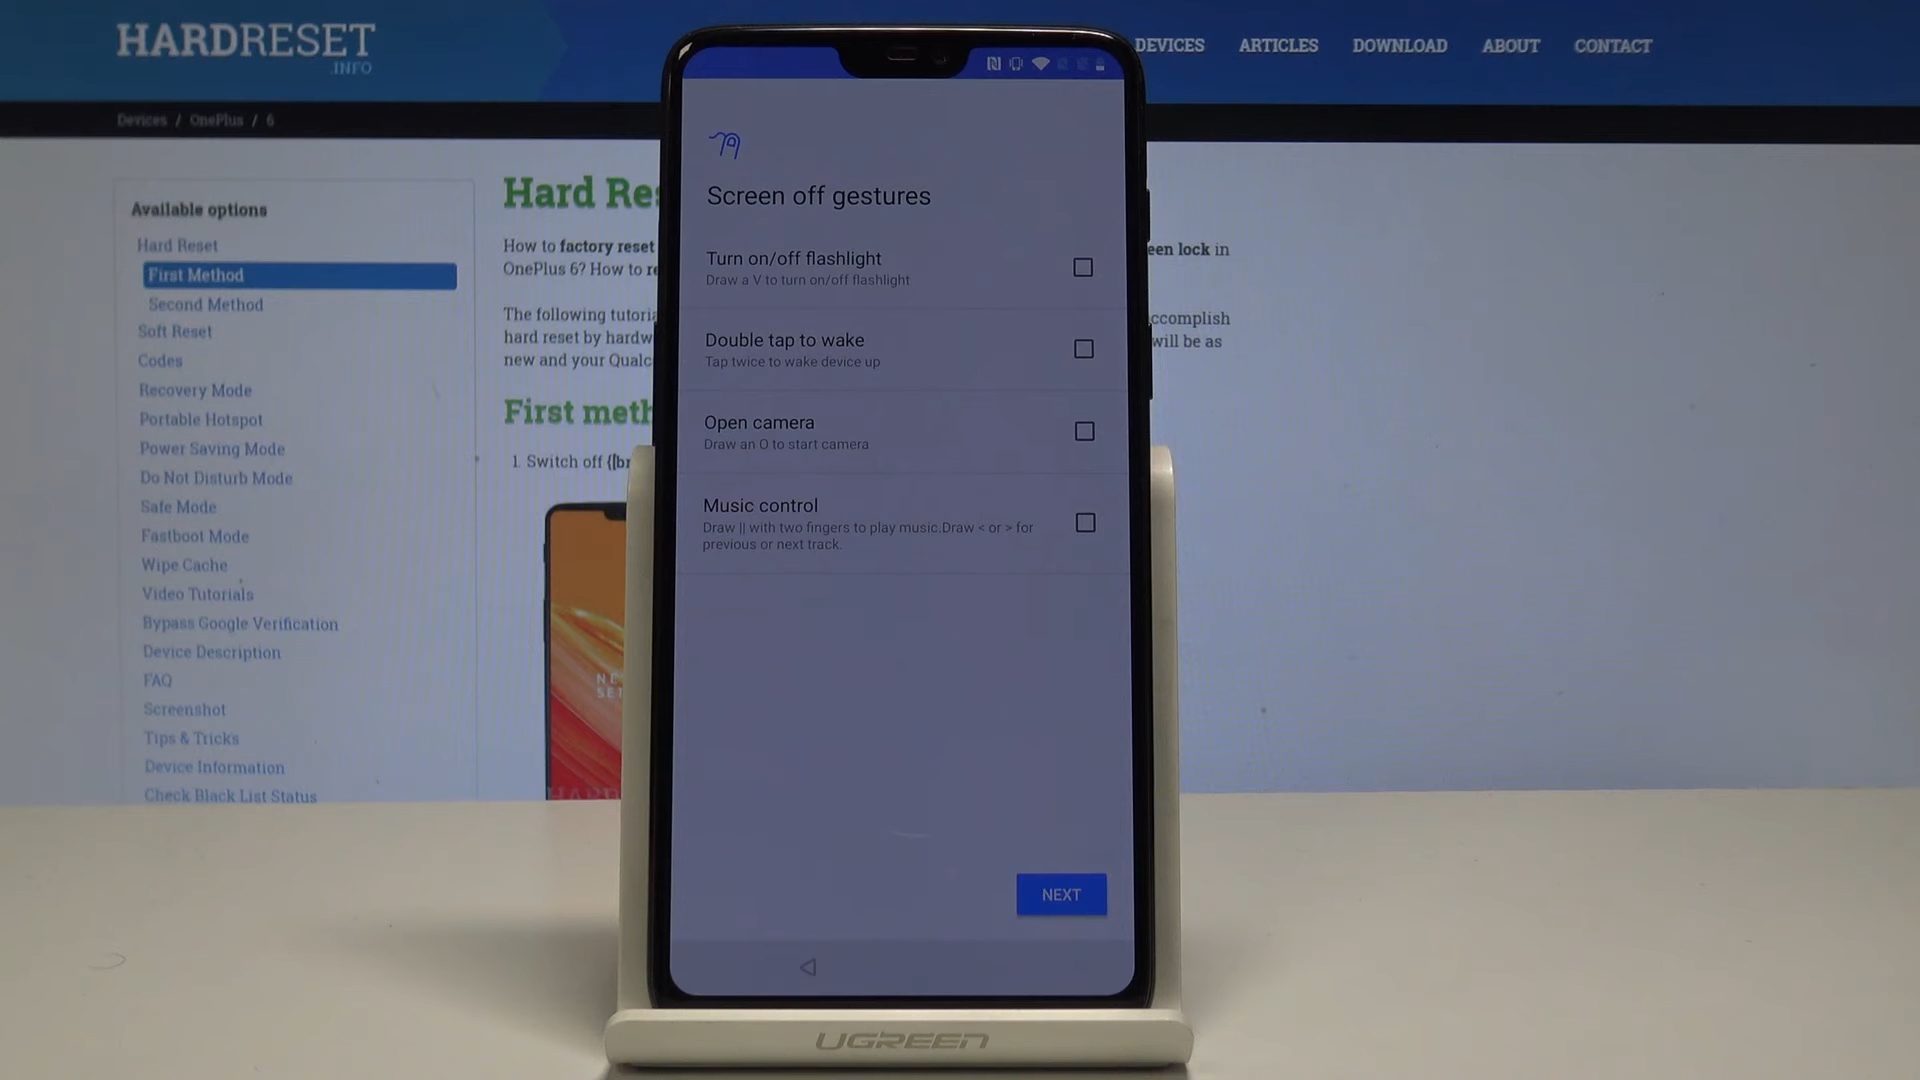 HARDRESET
.INFO
DEVICES
ARTICLES
DOWNLOAD
ABOUT
CONTACT
Devices / OnePlus / 6
Available options
Hard Reset
First Method
Second Method
Soft Reset
Codes
Recovery Mode
Portable Hotspot
Power Saving Mode
Do Not Disturb Mode
Safe Mode
Fastboot Mode
Wipe Cache
Video Tutorials
Bypass Google Verification
Device Description
FAQ
Screenshot
Tips & Tricks
Device Information
Check Black List Status
Hard Res
How to factory reset
OnePlus 6? How to re
een lock in
The following tutoria
hard reset by hardw
new and your Qualc
ccomplish
will be as
First meth
1. Switch off {[br
NE
SET
HARD
Screen off gestures
Turn on/off flashlight
Draw a V to turn on/off flashlight
Double tap to wake
Tap twice to wake device up
Open camera
Draw an O to start camera
Music control
Draw || with two fingers to play music.Draw < or > for
previous or next track.
NEXT
UGREEN